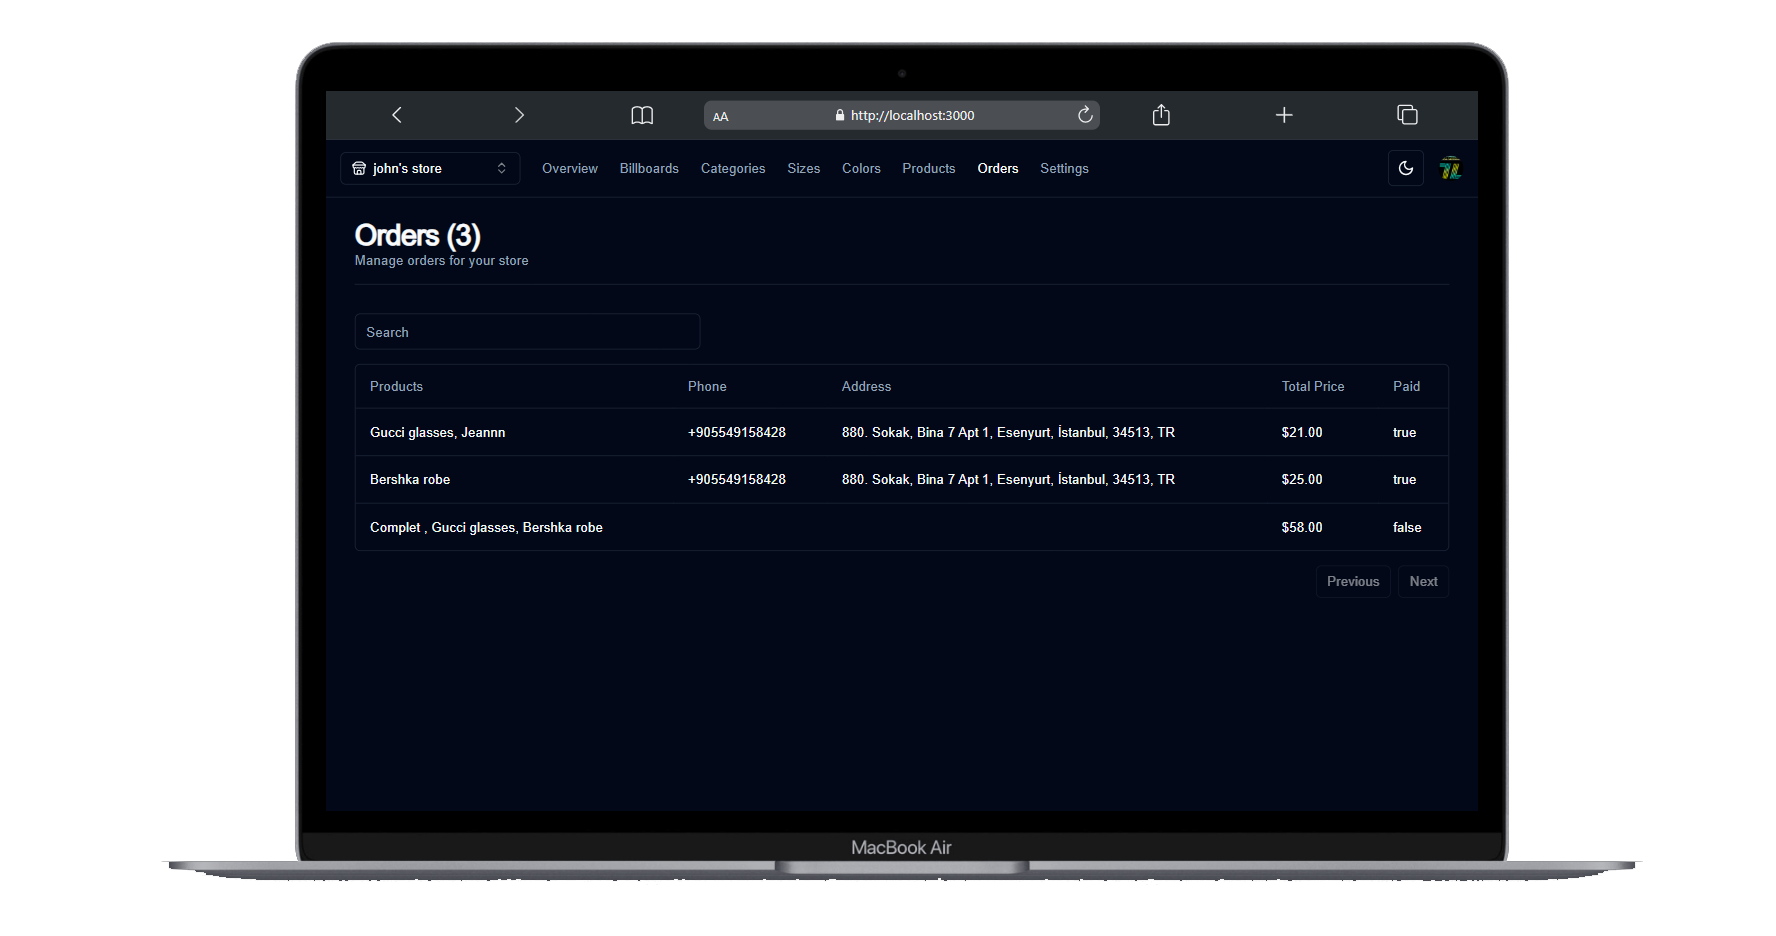 AA http://localhost:3000
john's store Overview Billboards Categories Sizes Colors Products Orders Settings
Orders (3)
Manage orders for your store
Search
Products Phone Address Total Price Paid
Gucci glasses, Jeannn +905549158428 880. Sokak, Bina 7 Apt 1, Esenyurt, İstanbul, 34513, TR $21.00 true
Bershka robe +905549158428 880. Sokak, Bina 7 Apt 1, Esenyurt, İstanbul, 34513, TR $25.00 true
Complet , Gucci glasses, Bershka robe $58.00 false
Previous Next
MacBook Air